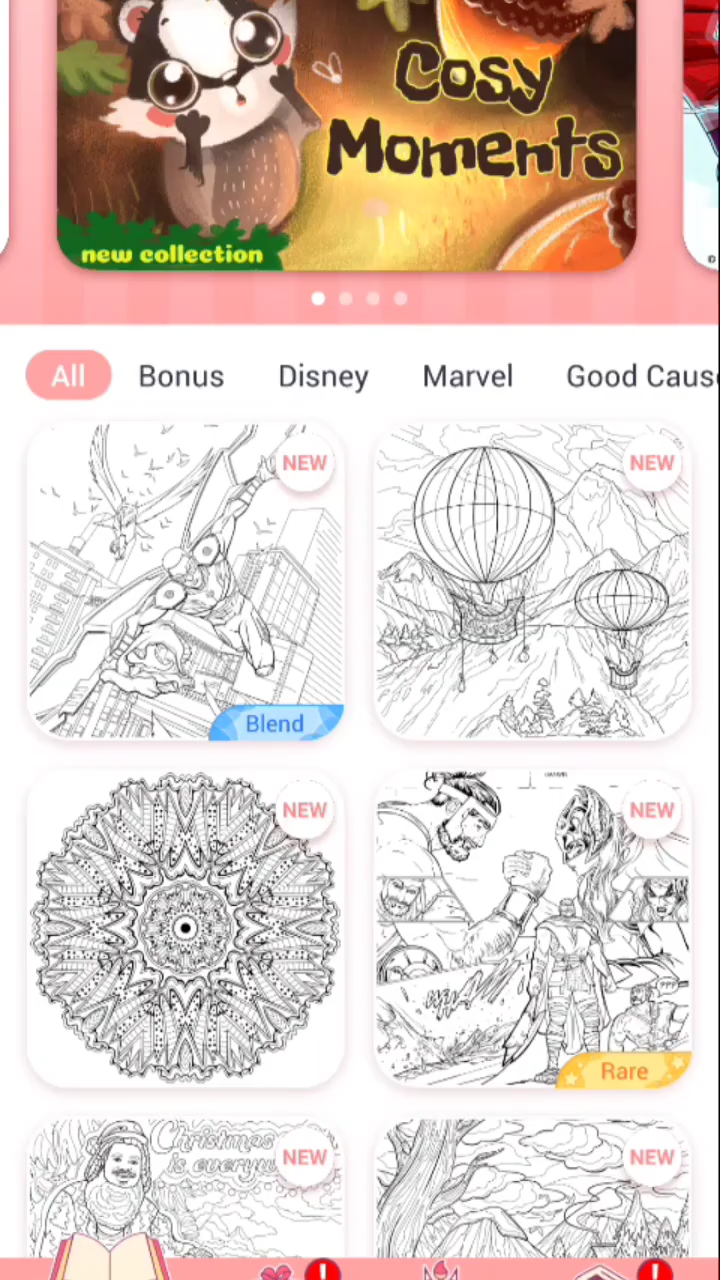 Cosy
Moments
new collection
©
All Bonus Disney Marvel Good Caus
NEW
NEW
Blend
NEW
NEW
Rare
Christmas
is everyw
NEW
NEW